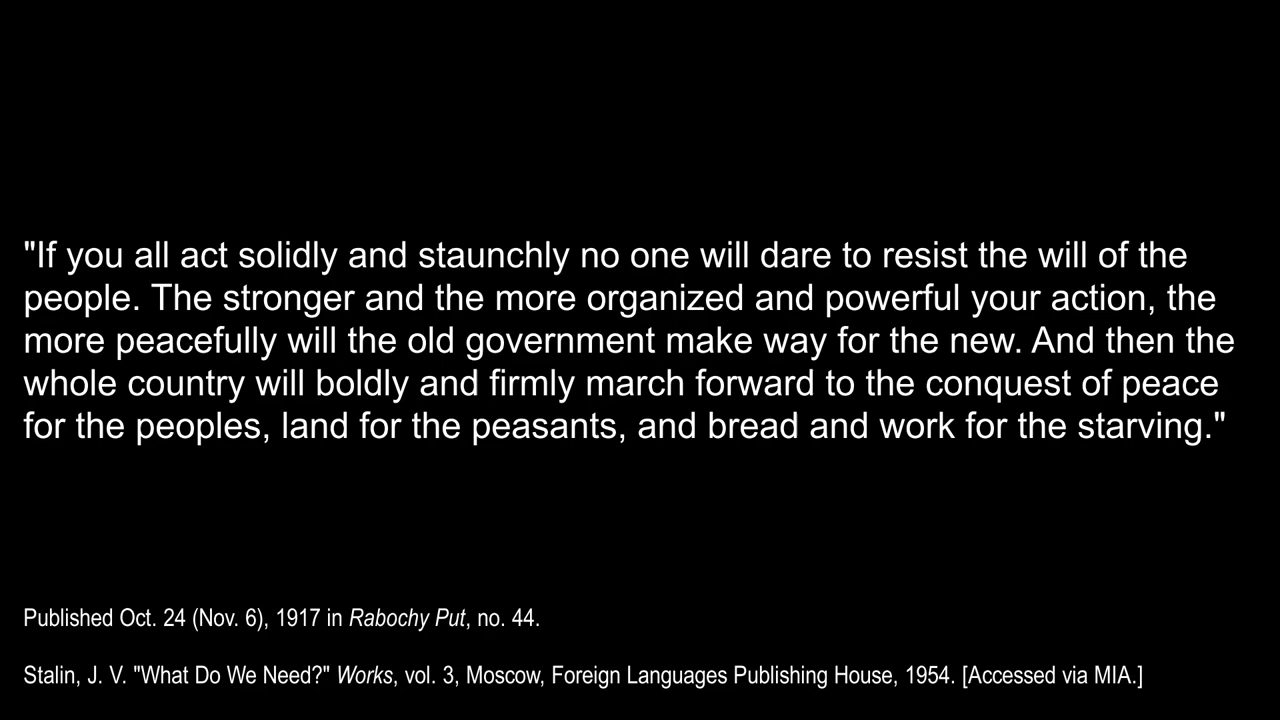 "If you all act solidly and staunchly no one will dare to resist the will of the
people. The stronger and the more organized and powerful your action, the
more peacefully will the old government make way for the new. And then the
whole country will boldly and firmly march forward to the conquest of peace
for the peoples, land for the peasants, and bread and work for the starving."
Published Oct. 24 (Nov. 6), 1917 in Rabochy Put, no. 44.
Stalin, J. V. "What Do We Need?" Works, vol. 3, Moscow, Foreign Languages Publishing House, 1954. [Accessed via MIA.]